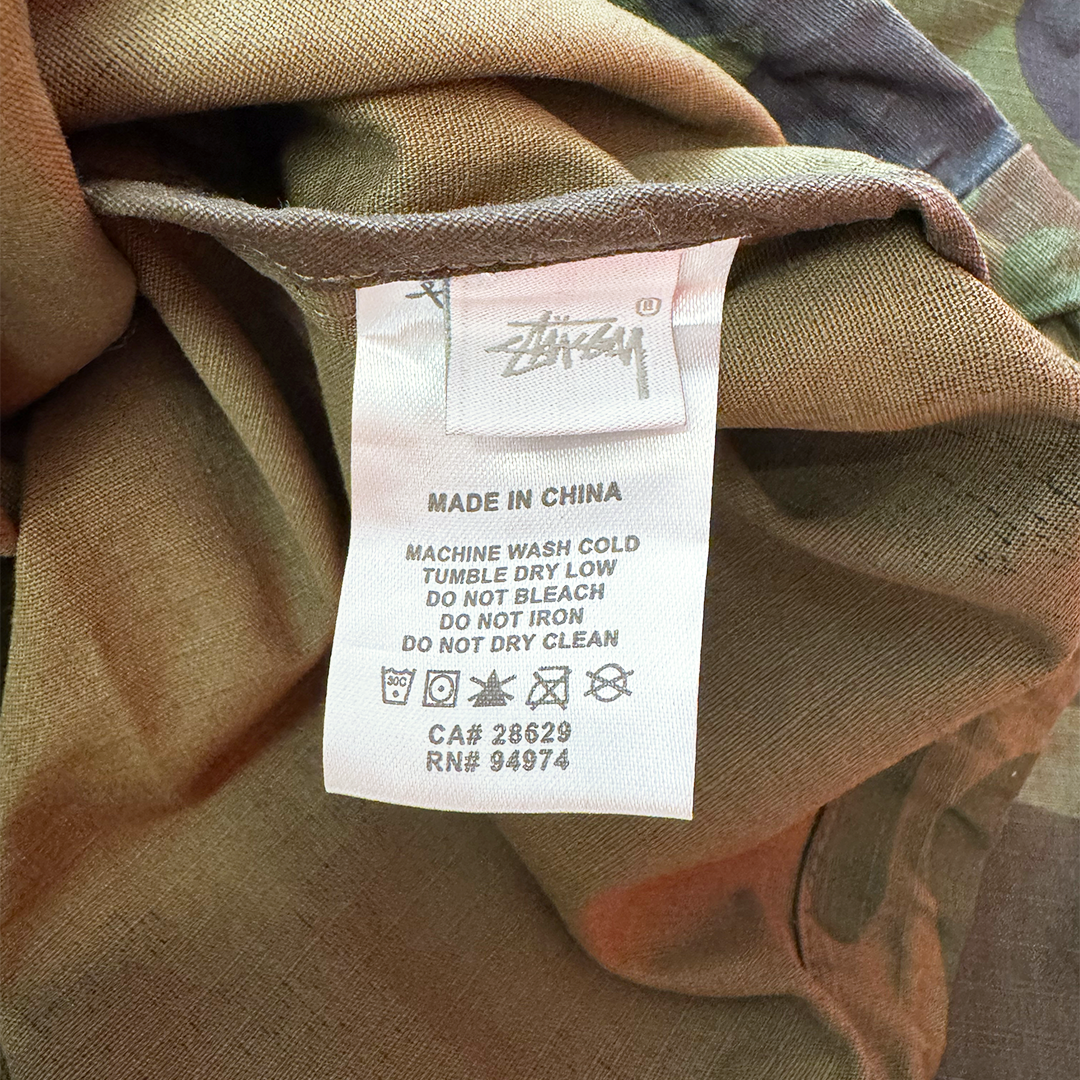 Stüssy ®
MADE IN CHINA
MACHINE WASH COLD
TUMBLE DRY LOW
DO NOT BLEACH
DO NOT IRON
DO NOT DRY CLEAN
30C
CA# 28629
RN# 94974